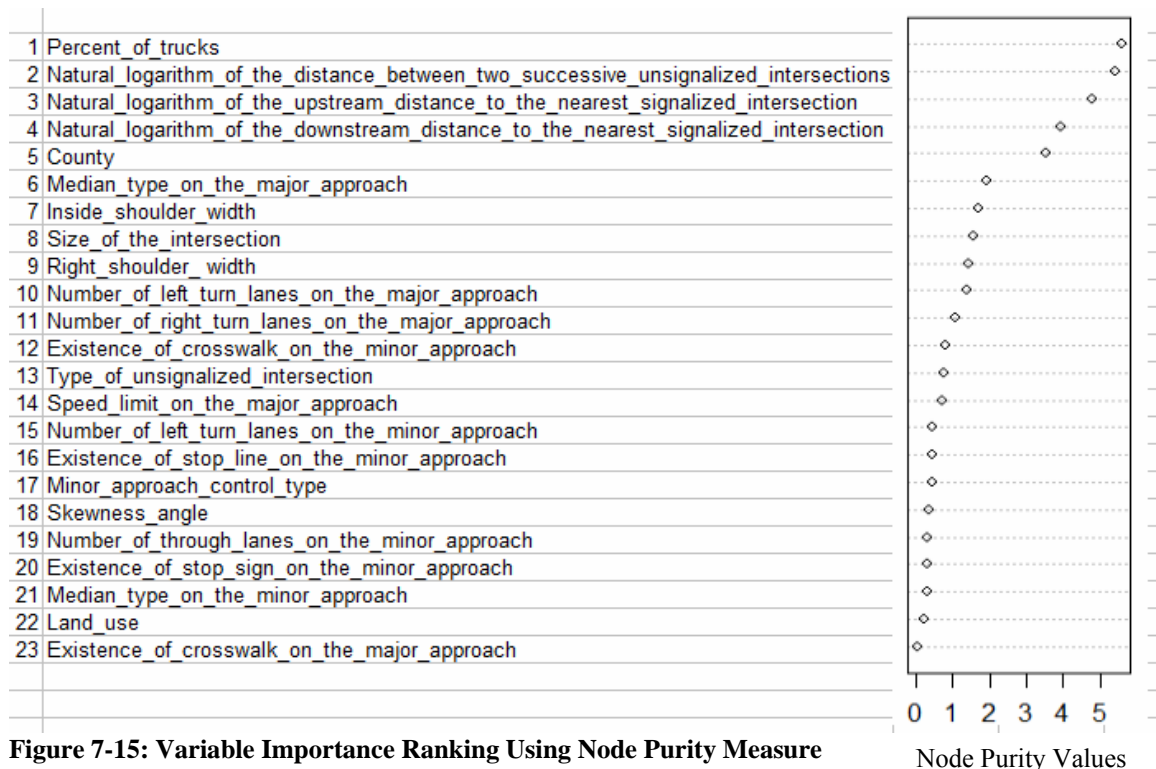 1 Percent_of_trucks
2 Natural_logarithm_of_the_distance_between_two_successive_unsignalized_intersections
3 Natural_logarithm_of_the_upstream_distance_to_the_nearest_signalized_intersection
4 Natural_logarithm_of_the_downstream_distance_to_the_nearest_signalized_intersection
5 County
6 Median_type_on_the_major_approach
7 Inside_shoulder_width
8 Size_of_the_intersection
9 Right_shoulder_ width
10 Number_of_left_turn_lanes_on_the_major_approach
11 Number_of_right_turn_lanes_on_the_major_approach
12 Existence_of_crosswalk_on_the_minor_approach
13 Type_of_unsignalized_intersection
14 Speed_limit_on_the_major_approach
15 Number_of_left_turn_lanes_on_the_minor_approach
16 Existence_of_stop_line_on_the_minor_approach
17 Minor_approach_control_type
18 Skewness_angle
19 Number_of_through_lanes_on_the_minor_approach
20 Existence_of_stop_sign_on_the_minor_approach
21 Median_type_on_the_minor_approach
22 Land_use
23 Existence_of_crosswalk_on_the_major_approach
0 1 2 3 4 5
Figure 7-15: Variable Importance Ranking Using Node Purity Measure
Node Purity Values